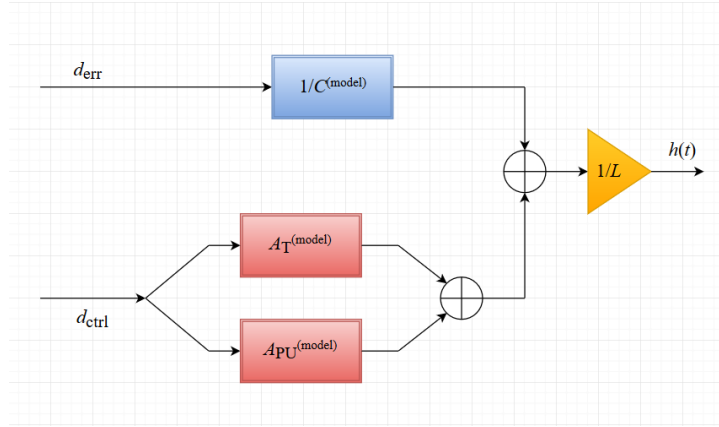 d_err
1/C^(model)
h(t)
1/L
A_T^(model)
d_ctrl
A_PU^(model)